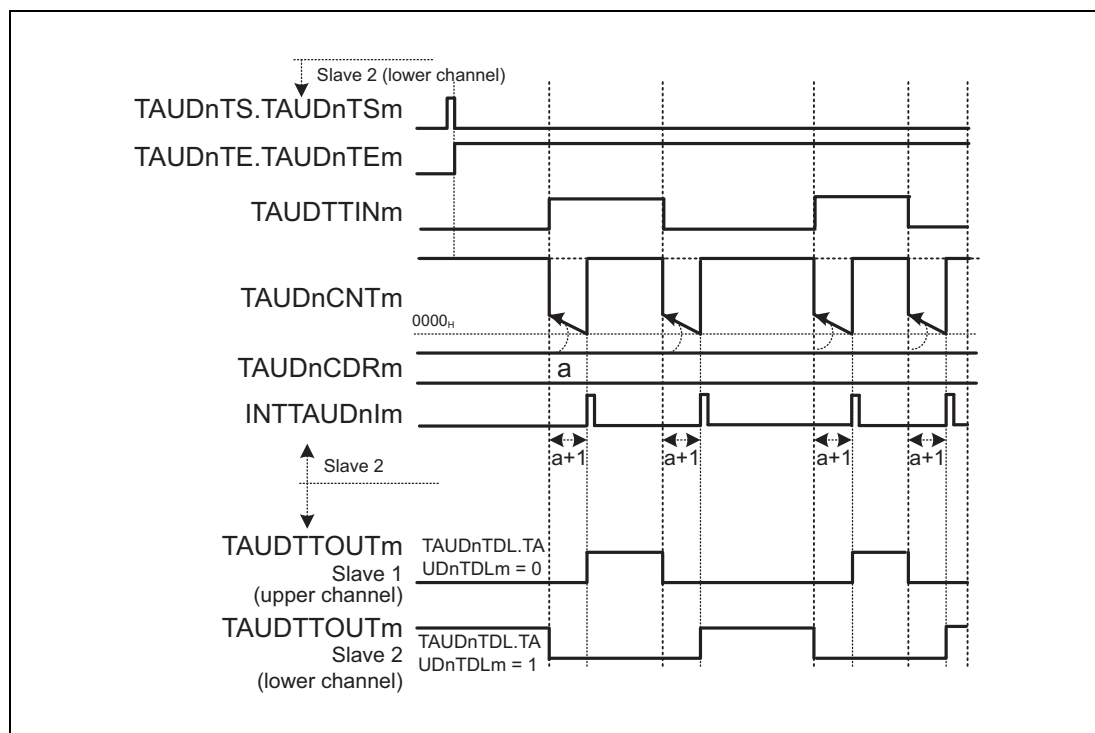 Slave 2 (lower channel)
TAUDnTS.TAUDnTSm
TAUDnTE.TAUDnTEm
TAUDTTINm
TAUDnCNTm
0000H
TAUDnCDRm
a
INTTAUDnIm
a+1 a+1 a+1 a+1
Slave 2
TAUDTTOUTm
Slave 1
(upper channel)
TAUDnTDL.TA
UDnTDLm = 0
TAUDTTOUTm
Slave 2
(lower channel)
TAUDnTDL.TA
UDnTDLm = 1